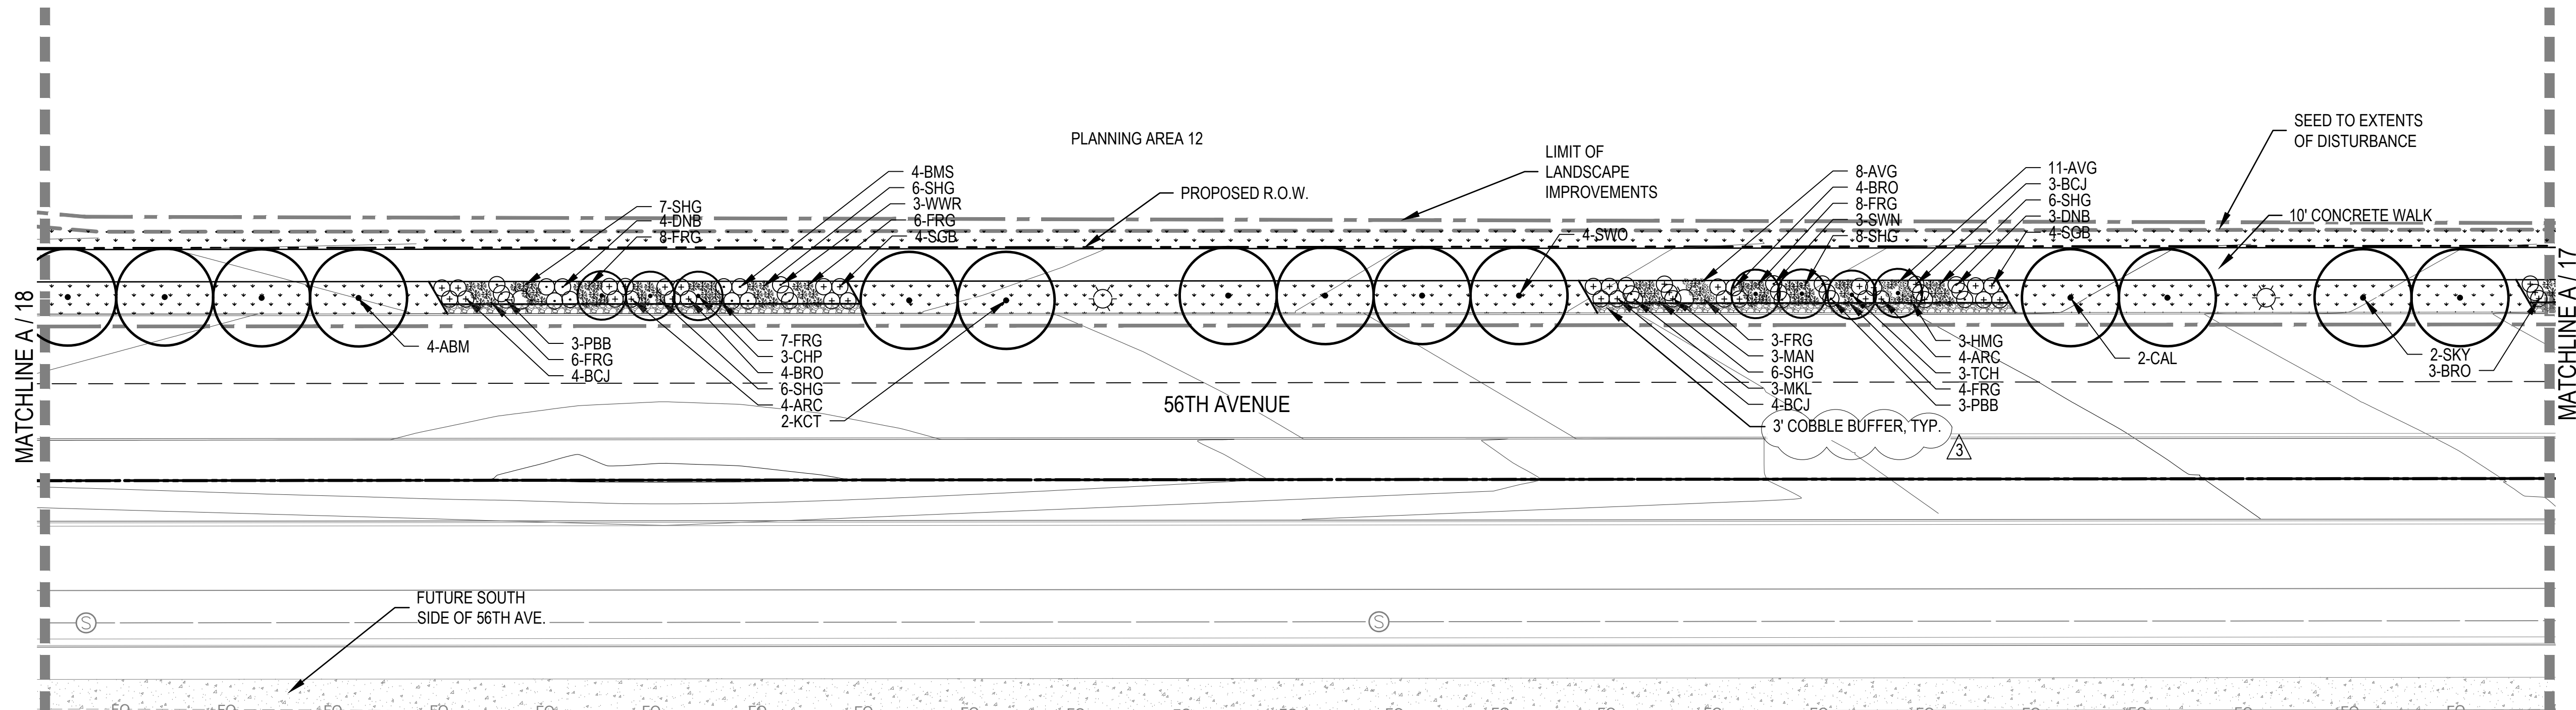 PLANNING AREA 12
SEED TO EXTENTS
OF DISTURBANCE
LIMIT OF
LANDSCAPE
IMPROVEMENTS
PROPOSED R.O.W.
10' CONCRETE WALK
7-SHG
4-DNB
8-FRG
4-BMS
6-SHG
3-WWR
6-FRG
4-SGB
4-SWO
8-AVG
4-BRO
8-FRG
3-SWN
8-SHG
11-AVG
3-BCJ
6-SHG
3-DNB
4-SGB
MATCHLINE A / 18
4-ABM
3-PBB
6-FRG
4-BCJ
7-FRG
3-CHP
4-BRO
6-SHG
4-ARC
2-KCT
3-FRG
3-MAN
6-SHG
3-MKL
4-BCJ
3' COBBLE BUFFER, TYP.
3
3-HMG
4-ARC
3-TCH
4-FRG
3-PBB
2-CAL
2-SKY
3-BRO
MATCHLINE A /17
56TH AVENUE
FUTURE SOUTH
SIDE OF 56TH AVE.
S
S